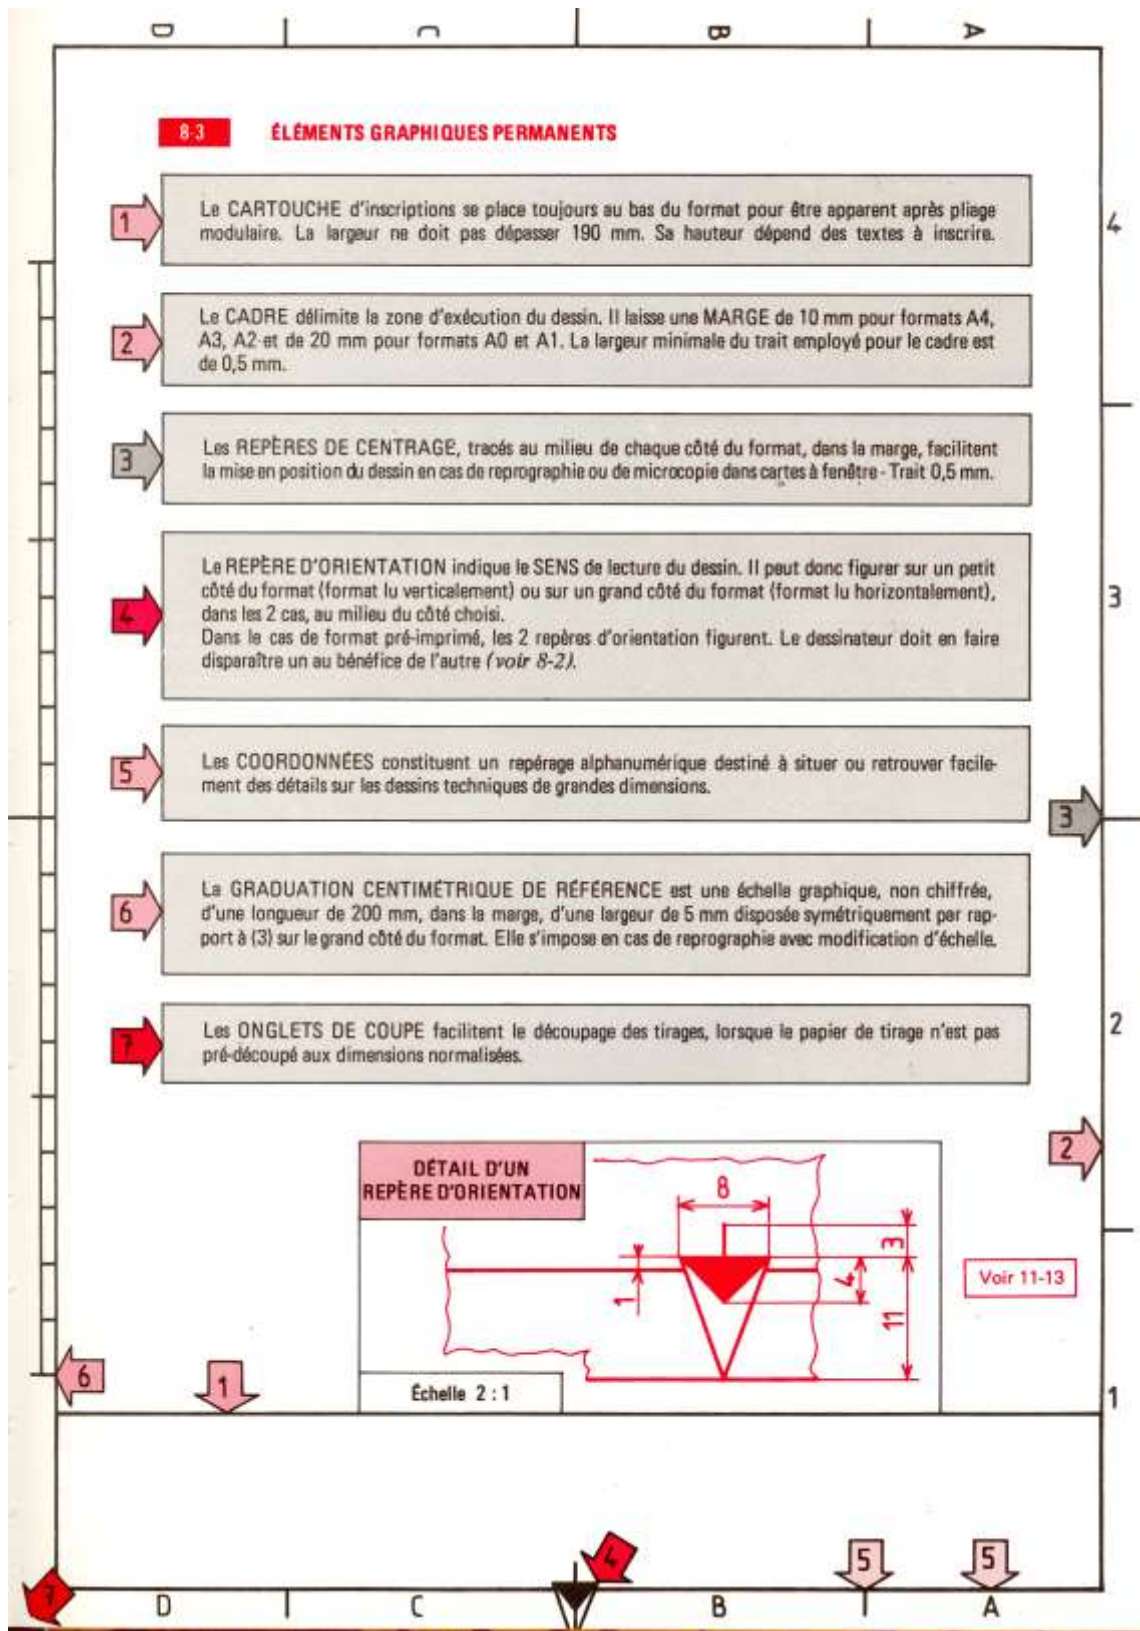 D C B A
8-3 ÉLÉMENTS GRAPHIQUES PERMANENTS
1
Le CARTOUCHE d'inscriptions se place toujours au bas du format pour être apparent après pliage
modulaire. La largeur ne doit pas dépasser 190 mm. Sa hauteur dépend des textes à inscrire.
4
2
Le CADRE délimite la zone d'exécution du dessin. Il laisse une MARGE de 10 mm pour formats A4,
A3, A2 et de 20 mm pour formats A0 et A1. La largeur minimale du trait employé pour le cadre est
de 0,5 mm.
3
Les REPÈRES DE CENTRAGE, tracés au milieu de chaque côté du format, dans la marge, facilitent
la mise en position du dessin en cas de reprographie ou de microcopie dans cartes à fenêtre - Trait 0,5 mm.
4
Le REPÈRE D'ORIENTATION indique le SENS de lecture du dessin. Il peut donc figurer sur un petit
côté du format (format lu verticalement) ou sur un grand côté du format (format lu horizontalement),
dans les 2 cas, au milieu du côté choisi.
Dans le cas de format pré-imprimé, les 2 repères d'orientation figurent. Le dessinateur doit en faire
disparaître un au bénéfice de l'autre (voir 8-2).
3
5
Les COORDONNÉES constituent un repérage alphanumérique destiné à situer ou retrouver facile-
ment des détails sur les dessins techniques de grandes dimensions.
3
6
La GRADUATION CENTIMÉTRIQUE DE RÉFÉRENCE est une échelle graphique, non chiffrée,
d'une longueur de 200 mm, dans la marge, d'une largeur de 5 mm disposée symétriquement par rap-
port à (3) sur le grand côté du format. Elle s'impose en cas de reprographie avec modification d'échelle.
7
Les ONGLETS DE COUPE facilitent le découpage des tirages, lorsque le papier de tirage n'est pas
pré-découpé aux dimensions normalisées.
2
2
DÉTAIL D'UN
REPÈRE D'ORIENTATION
8
3
4
1
11
Voir 11-13
Échelle 2 : 1
6
1
1
4
5
5
7
D C B A